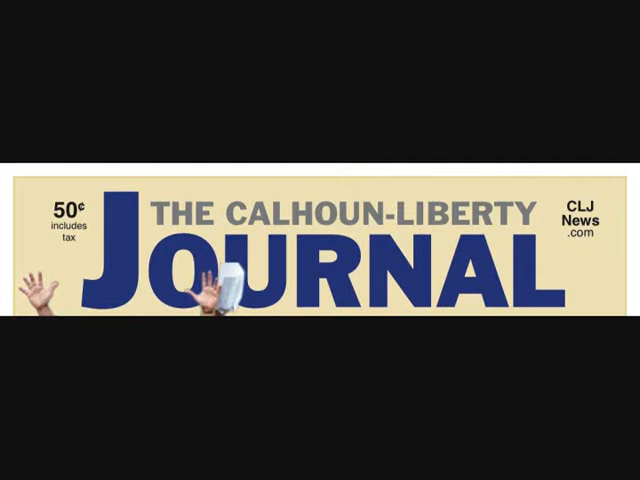 50¢
includes
tax
THE CALHOUN-LIBERTY
JOURNAL
CLJ
News
.com